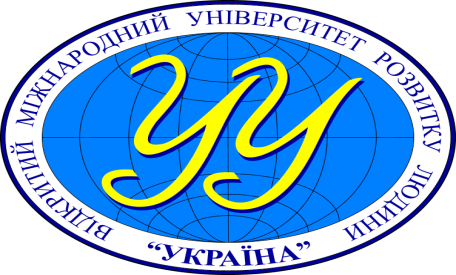 ВІДКРИТИЙ МІЖНАРОДНИЙ УНІВЕРСИТЕТ РОЗВИТКУ ЛЮДИНИ
УУ
“УКРАЇНА”